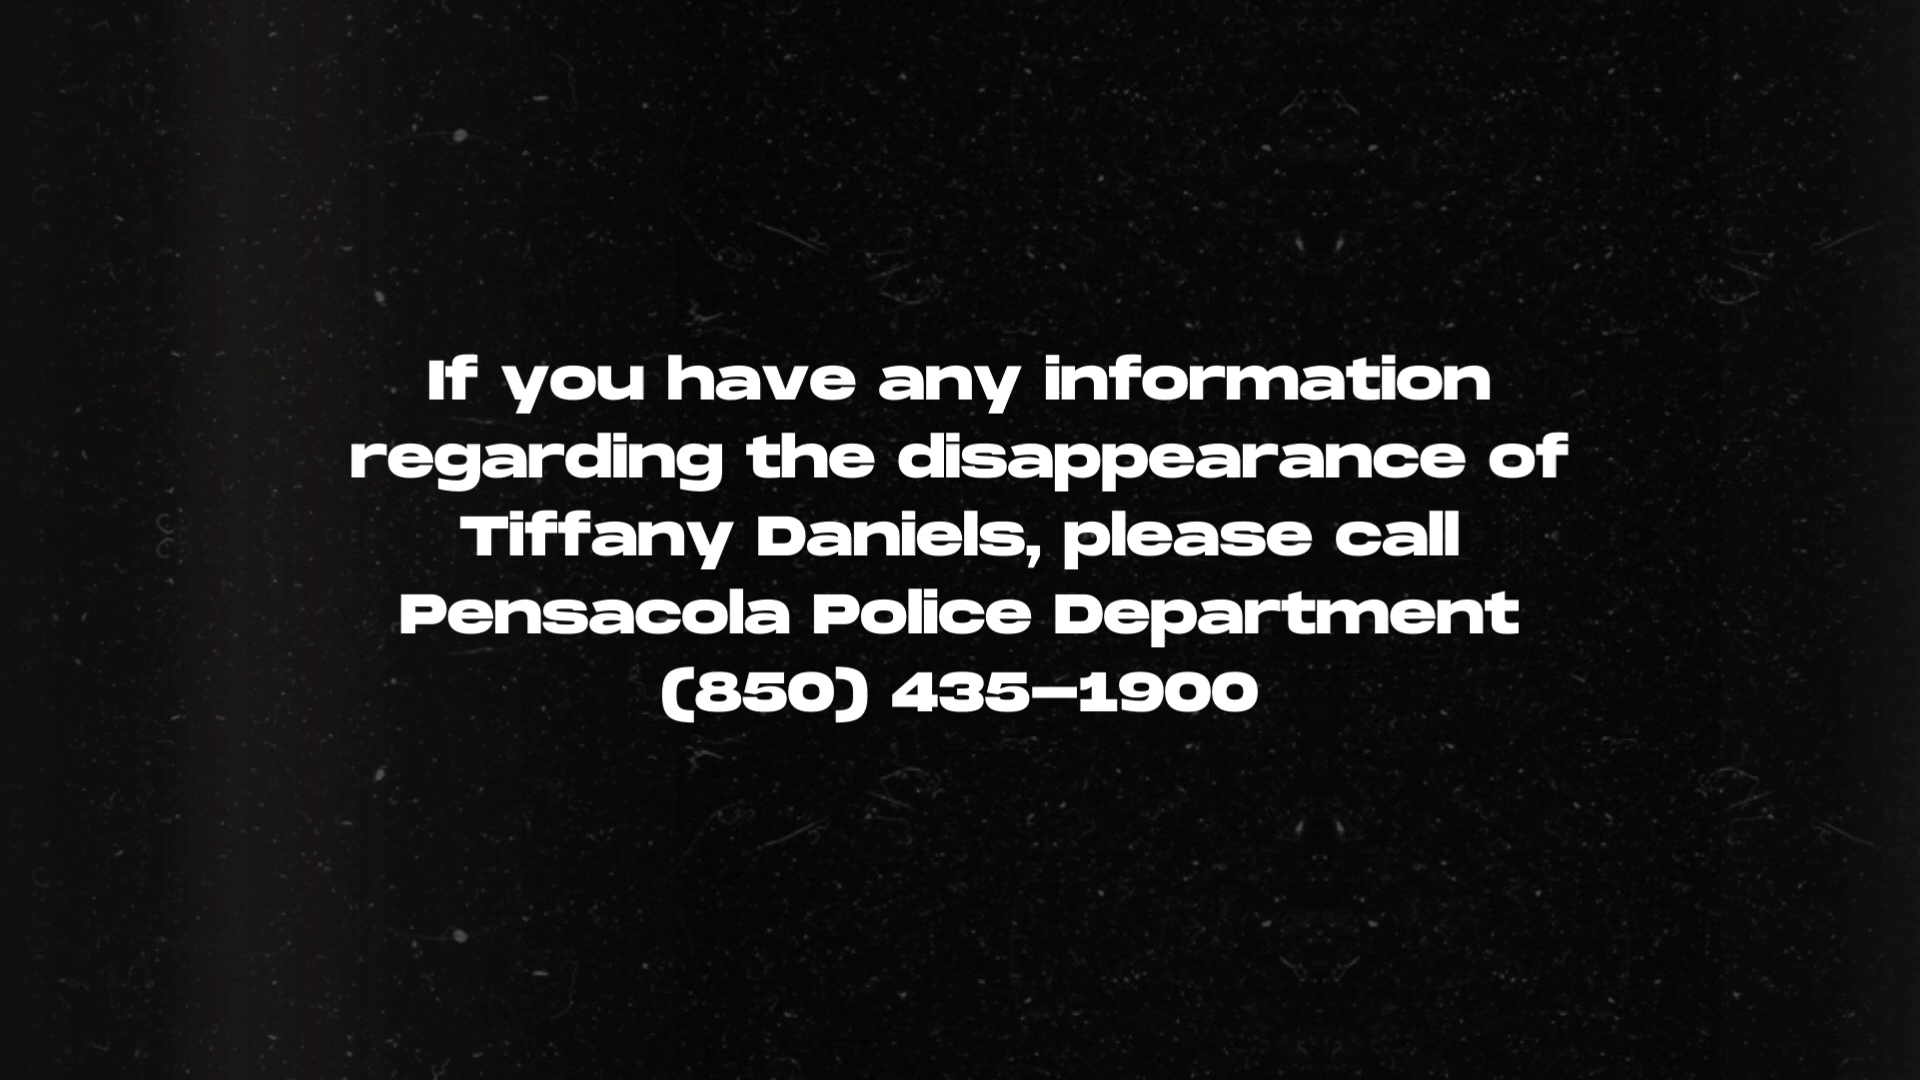 If you have any information
regarding the disappearance of
Tiffany Daniels, please call
Pensacola Police Department
(850) 435-1900